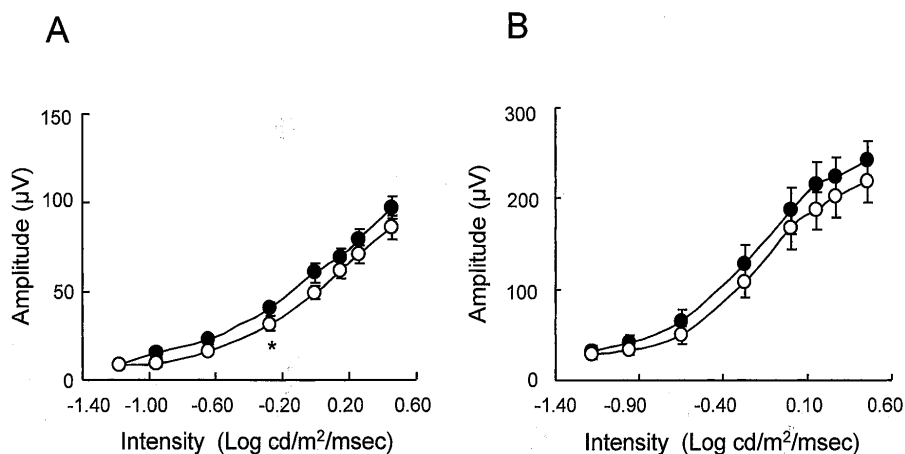 A
150
100
50
0
Amplitude (µV)
*
-1.40 -1.00 -0.60 -0.20 0.20 0.60
Intensity (Log cd/m²/msec)
B
300
200
100
0
Amplitude (µV)
-1.40 -0.90 -0.40 0.10 0.60
Intensity (Log cd/m²/msec)